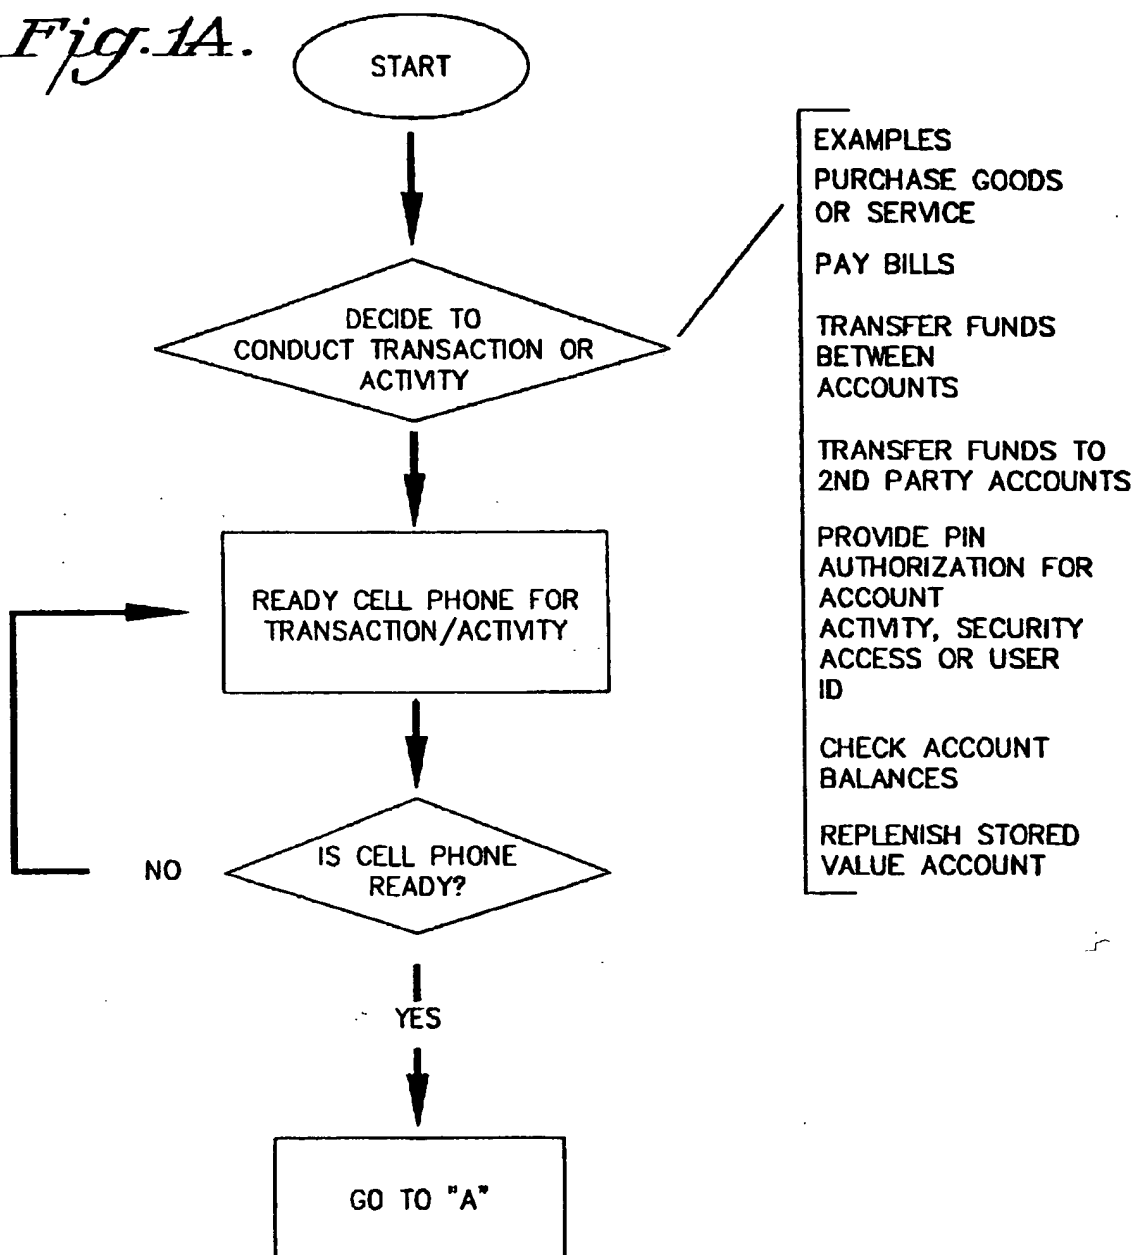 Fig. 1A.
START
DECIDE TO
CONDUCT TRANSACTION OR
ACTIVITY
EXAMPLES
PURCHASE GOODS
OR SERVICE
PAY BILLS
TRANSFER FUNDS
BETWEEN
ACCOUNTS
TRANSFER FUNDS TO
2ND PARTY ACCOUNTS
PROVIDE PIN
AUTHORIZATION FOR
ACCOUNT
ACTIVITY, SECURITY
ACCESS OR USER
ID
CHECK ACCOUNT
BALANCES
REPLENISH STORED
VALUE ACCOUNT
READY CELL PHONE FOR
TRANSACTION/ACTIVITY
IS CELL PHONE
READY?
NO
YES
GO TO "A"